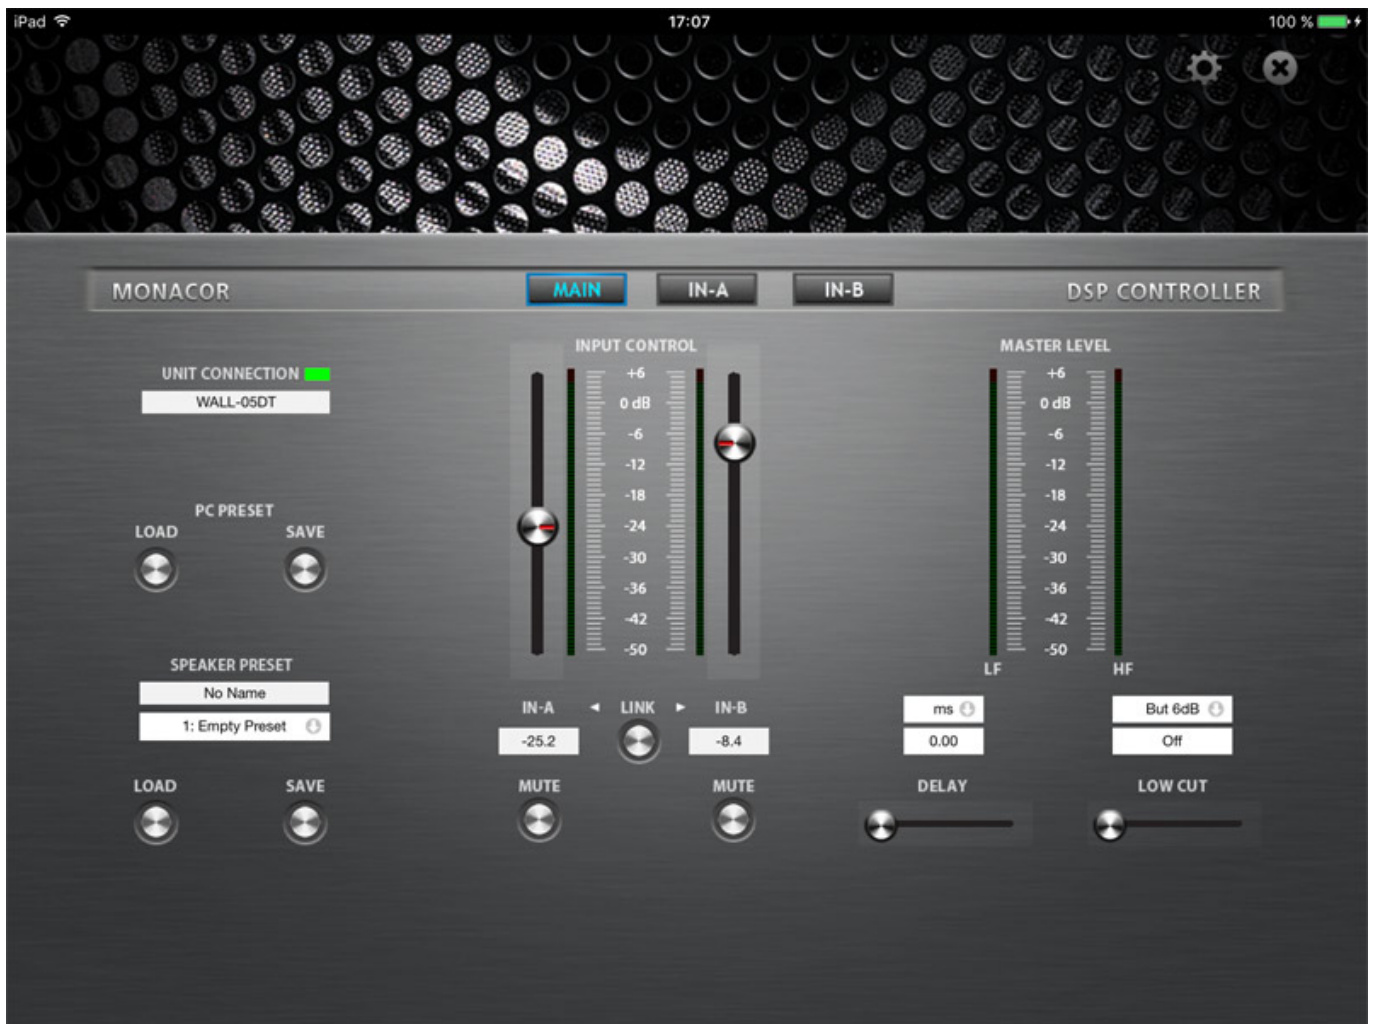 iPad 17:07 100 %
MONACOR MAIN IN-A IN-B DSP CONTROLLER
UNIT CONNECTION
WALL-05DT
PC PRESET
LOAD SAVE
SPEAKER PRESET
No Name
1: Empty Preset
LOAD SAVE
INPUT CONTROL
+6
0 dB
-6
-12
-18
-24
-30
-36
-42
-50
IN-A ◄ LINK ► IN-B
-25.2 -8.4
MUTE MUTE
MASTER LEVEL
+6
0 dB
-6
-12
-18
-24
-30
-36
-42
-50
LF HF
ms But 6dB
0.00 Off
DELAY LOW CUT